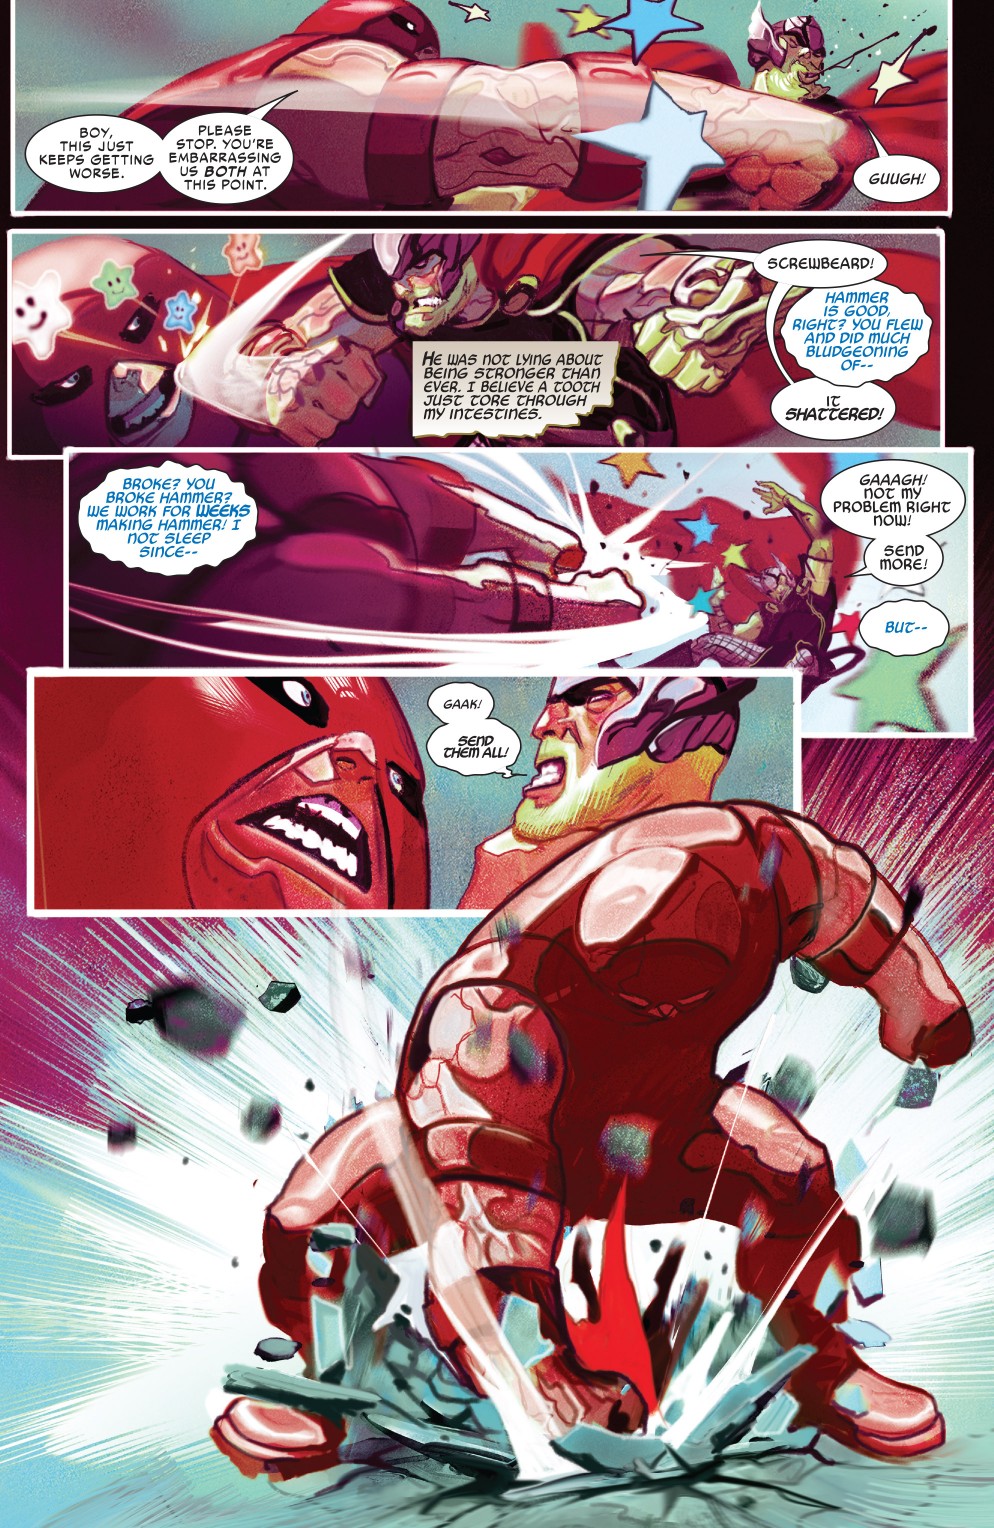 BOY,
THIS JUST
KEEPS GETTING
WORSE.
PLEASE
STOP. YOU'RE
EMBARRASSING
US BOTH AT
THIS POINT.
GUUGH!
SCREWBEARD!
HAMMER
IS GOOD,
RIGHT? YOU FLEW
AND DID MUCH
BLUDGEONING
OF--
HE WAS NOT LYING ABOUT
BEING STRONGER THAN
EVER. I BELIEVE A TOOTH
JUST TORE THROUGH
MY INTESTINES.
IT
SHATTERED!
BROKE? YOU
BROKE HAMMER?
WE WORK FOR WEEKS
MAKING HAMMER! I
NOT SLEEP
SINCE--
GAAAGH!
NOT MY
PROBLEM RIGHT
NOW!
SEND
MORE!
BUT--
GAAK!
SEND
THEM ALL!